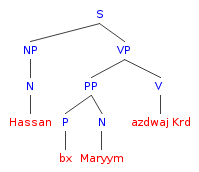 S
NP VP
N PP V
Hassan P N azdwaj Krd
bx Maryym